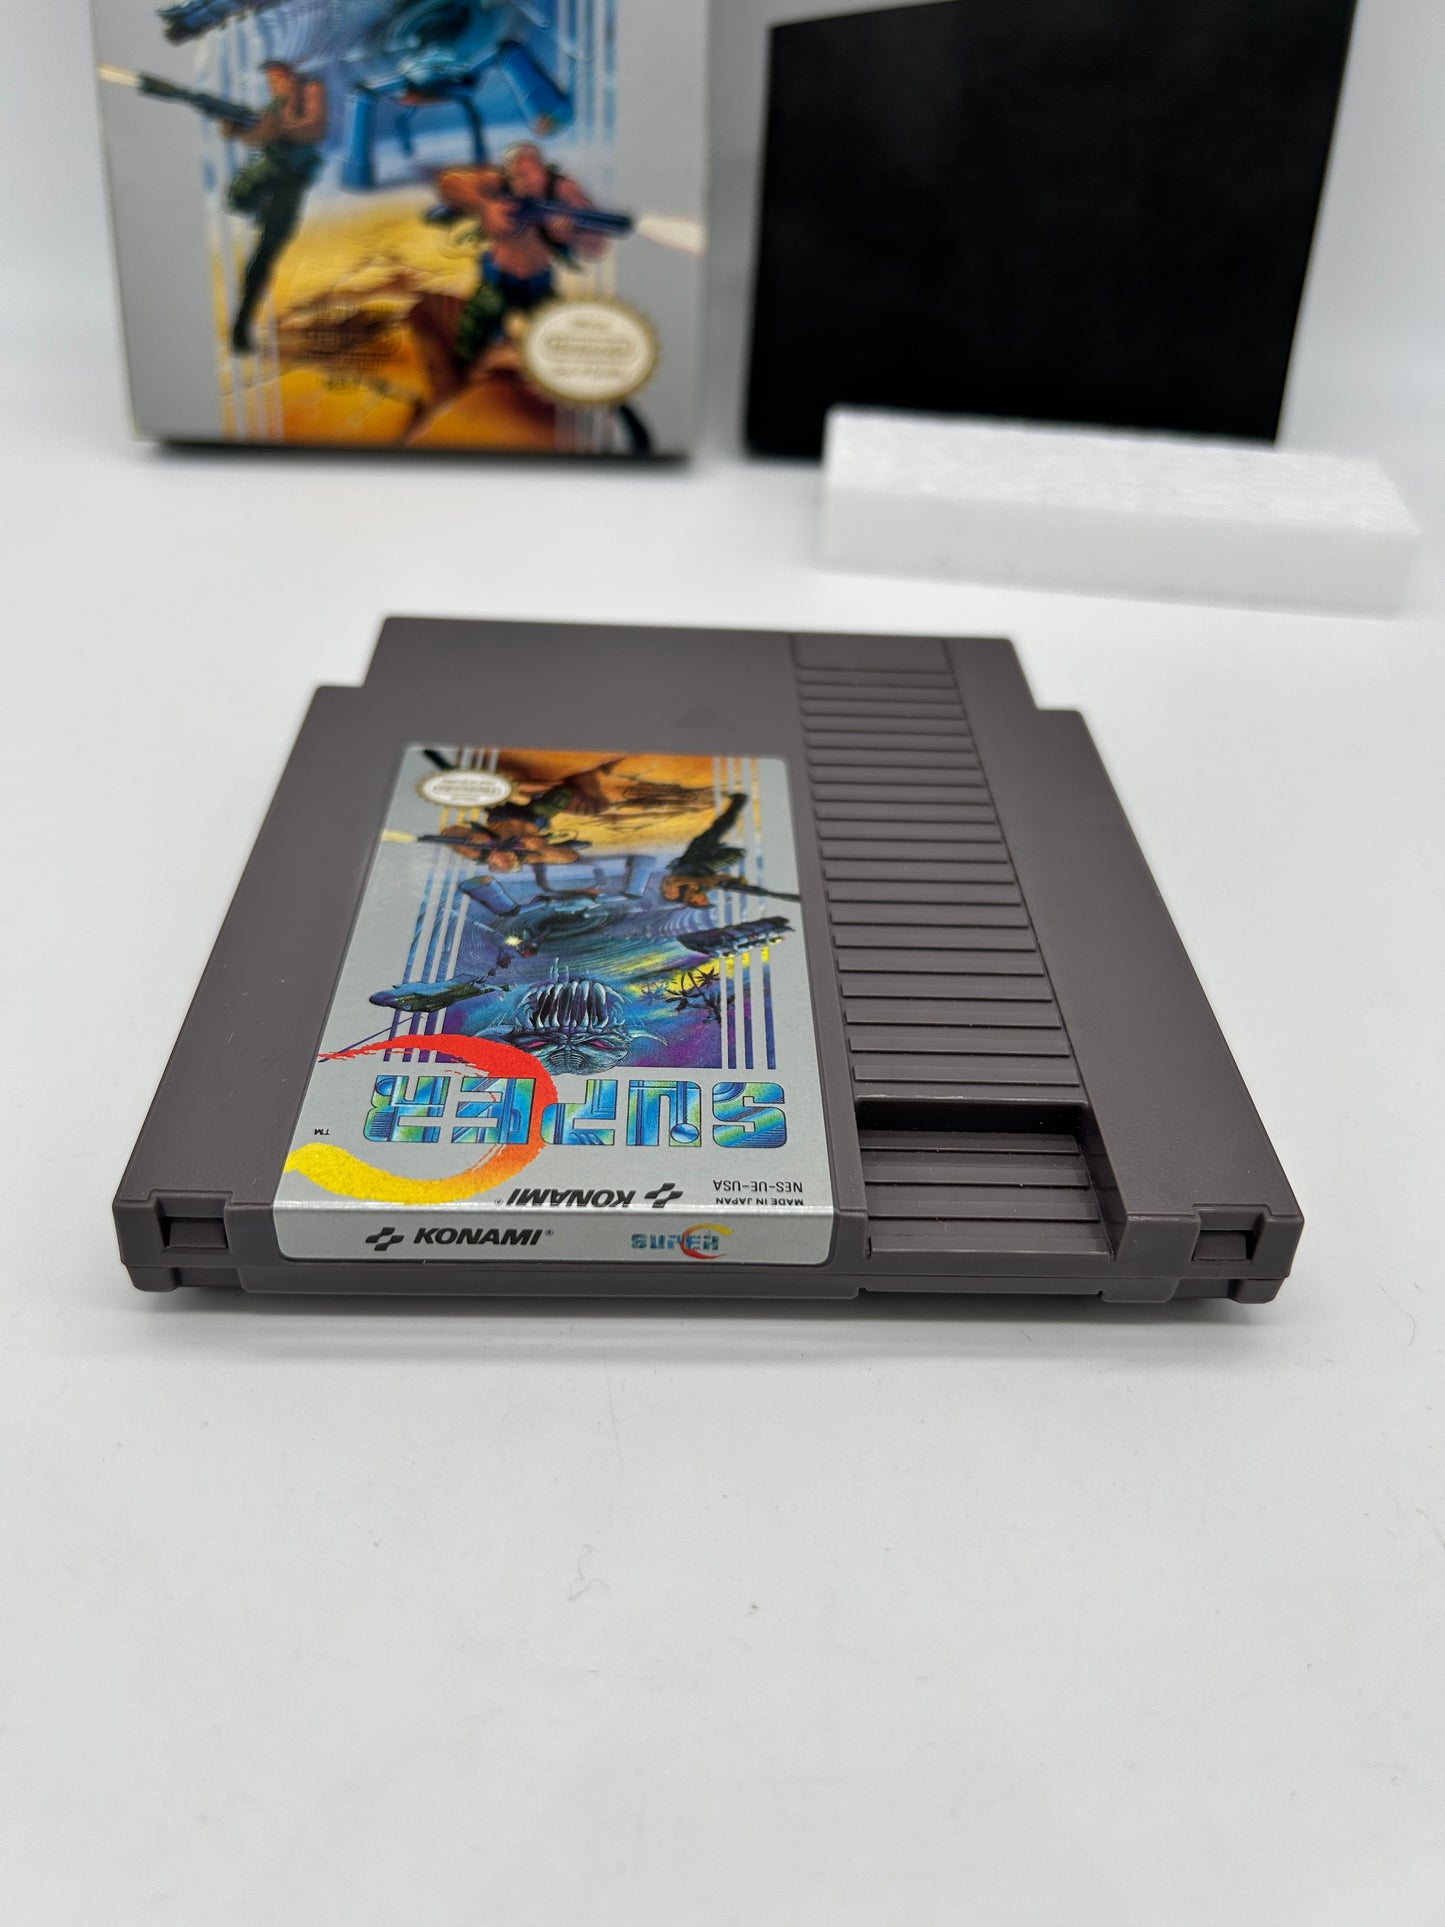 SUPER C
TM
KONAMI®
NES-UE-USA
MADE IN JAPAN
KONAMI®
SUPER C